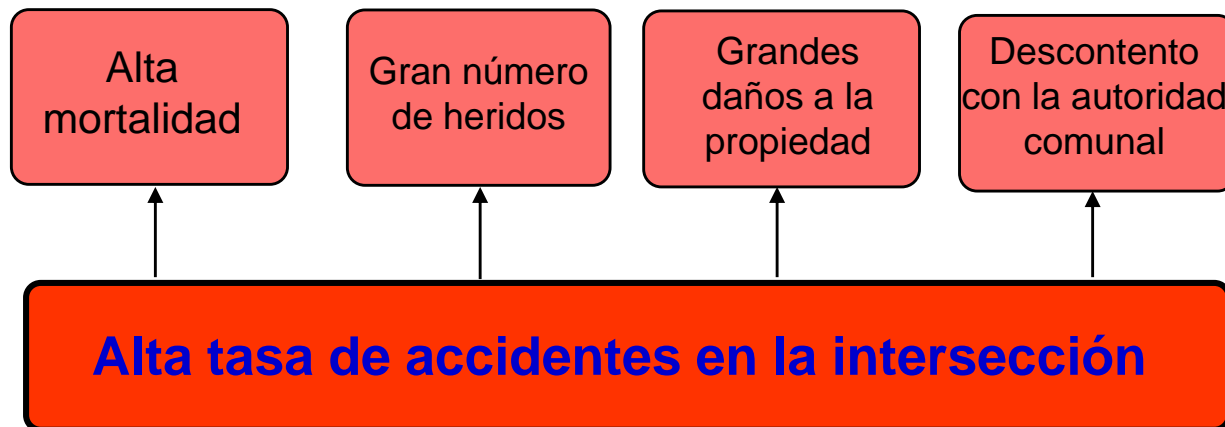 Alta
mortalidad
Gran número
de heridos
Grandes
daños a la
propiedad
Descontento
con la autoridad
comunal
Alta tasa de accidentes en la intersección